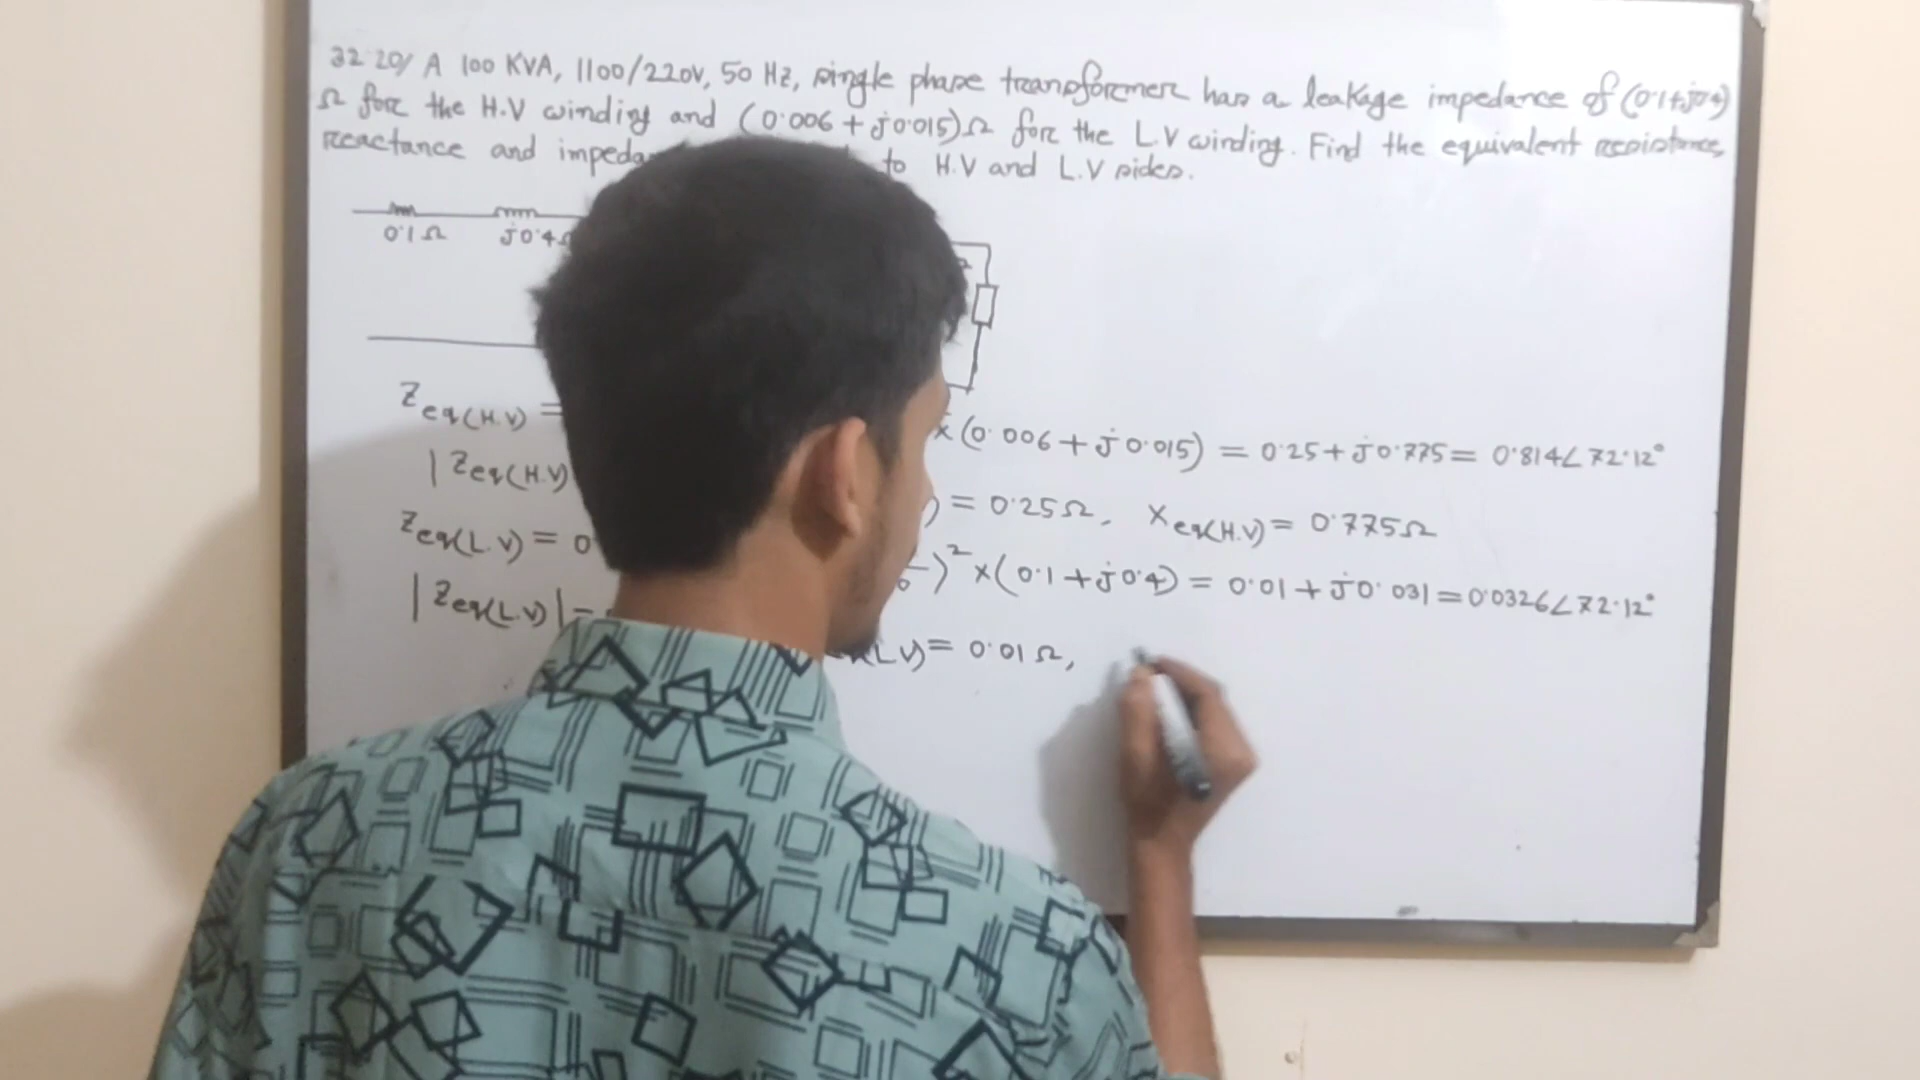 32.20/ A 100 KVA, 1100/220V, 50 Hz, single phase transformer has a leakage impedance of (0.1+j0.4)
Ω for the H.V winding and (0.006 + j0.015)Ω for the L.V winding. Find the equivalent resistance,
reactance and to H.V and L.V sides.
0.1Ω j0.4Ω
Zeq(H.V) = × (0.006 + j0.015) = 0.25 + j0.775 = 0.814∠72.12°
|Zeq(H.V) ) = 0.25Ω, Xeq(H.V) = 0.775Ω
Zeq(L.V) = 0 )² × (0.1 + j0.4) = 0.01 + j0.031 = 0.0326∠72.12°
|Zeq(L.V)| = (L.V) = 0.01Ω,